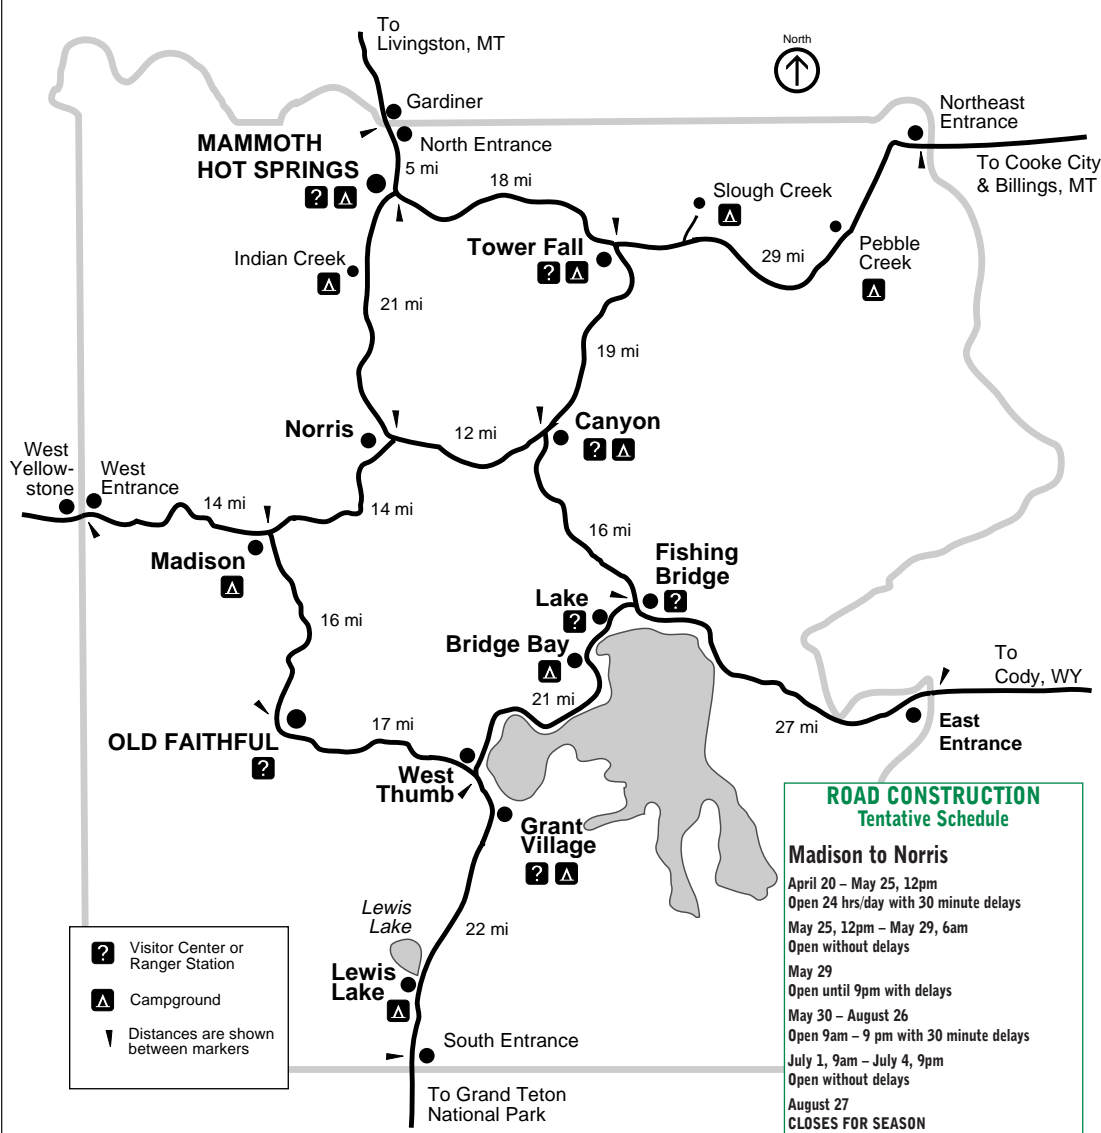 To
Livingston, MT
North
Gardiner
North Entrance
Northeast
Entrance
To Cooke City
& Billings, MT
MAMMOTH
HOT SPRINGS
?
5 mi
18 mi
Slough Creek
Tower Fall
?
29 mi
Pebble
Creek
Indian Creek
21 mi
19 mi
Norris
12 mi
Canyon
?
West
Yellow-
stone
West
Entrance
14 mi
14 mi
Madison
16 mi
16 mi
Fishing
Bridge
?
Lake
?
Bridge Bay
21 mi
To
Cody, WY
27 mi
East
Entrance
OLD FAITHFUL
?
17 mi
West
Thumb
Grant
Village
?
Lewis
Lake
22 mi
Lewis
Lake
South Entrance
To Grand Teton
National Park
? Visitor Center or
Ranger Station
Campground
Distances are shown
between markers
ROAD CONSTRUCTION
Tentative Schedule
Madison to Norris
April 20 – May 25, 12pm
Open 24 hrs/day with 30 minute delays
May 25, 12pm – May 29, 6am
Open without delays
May 29
Open until 9pm with delays
May 30 – August 26
Open 9am – 9 pm with 30 minute delays
July 1, 9am – July 4, 9pm
Open without delays
August 27
CLOSES FOR SEASON